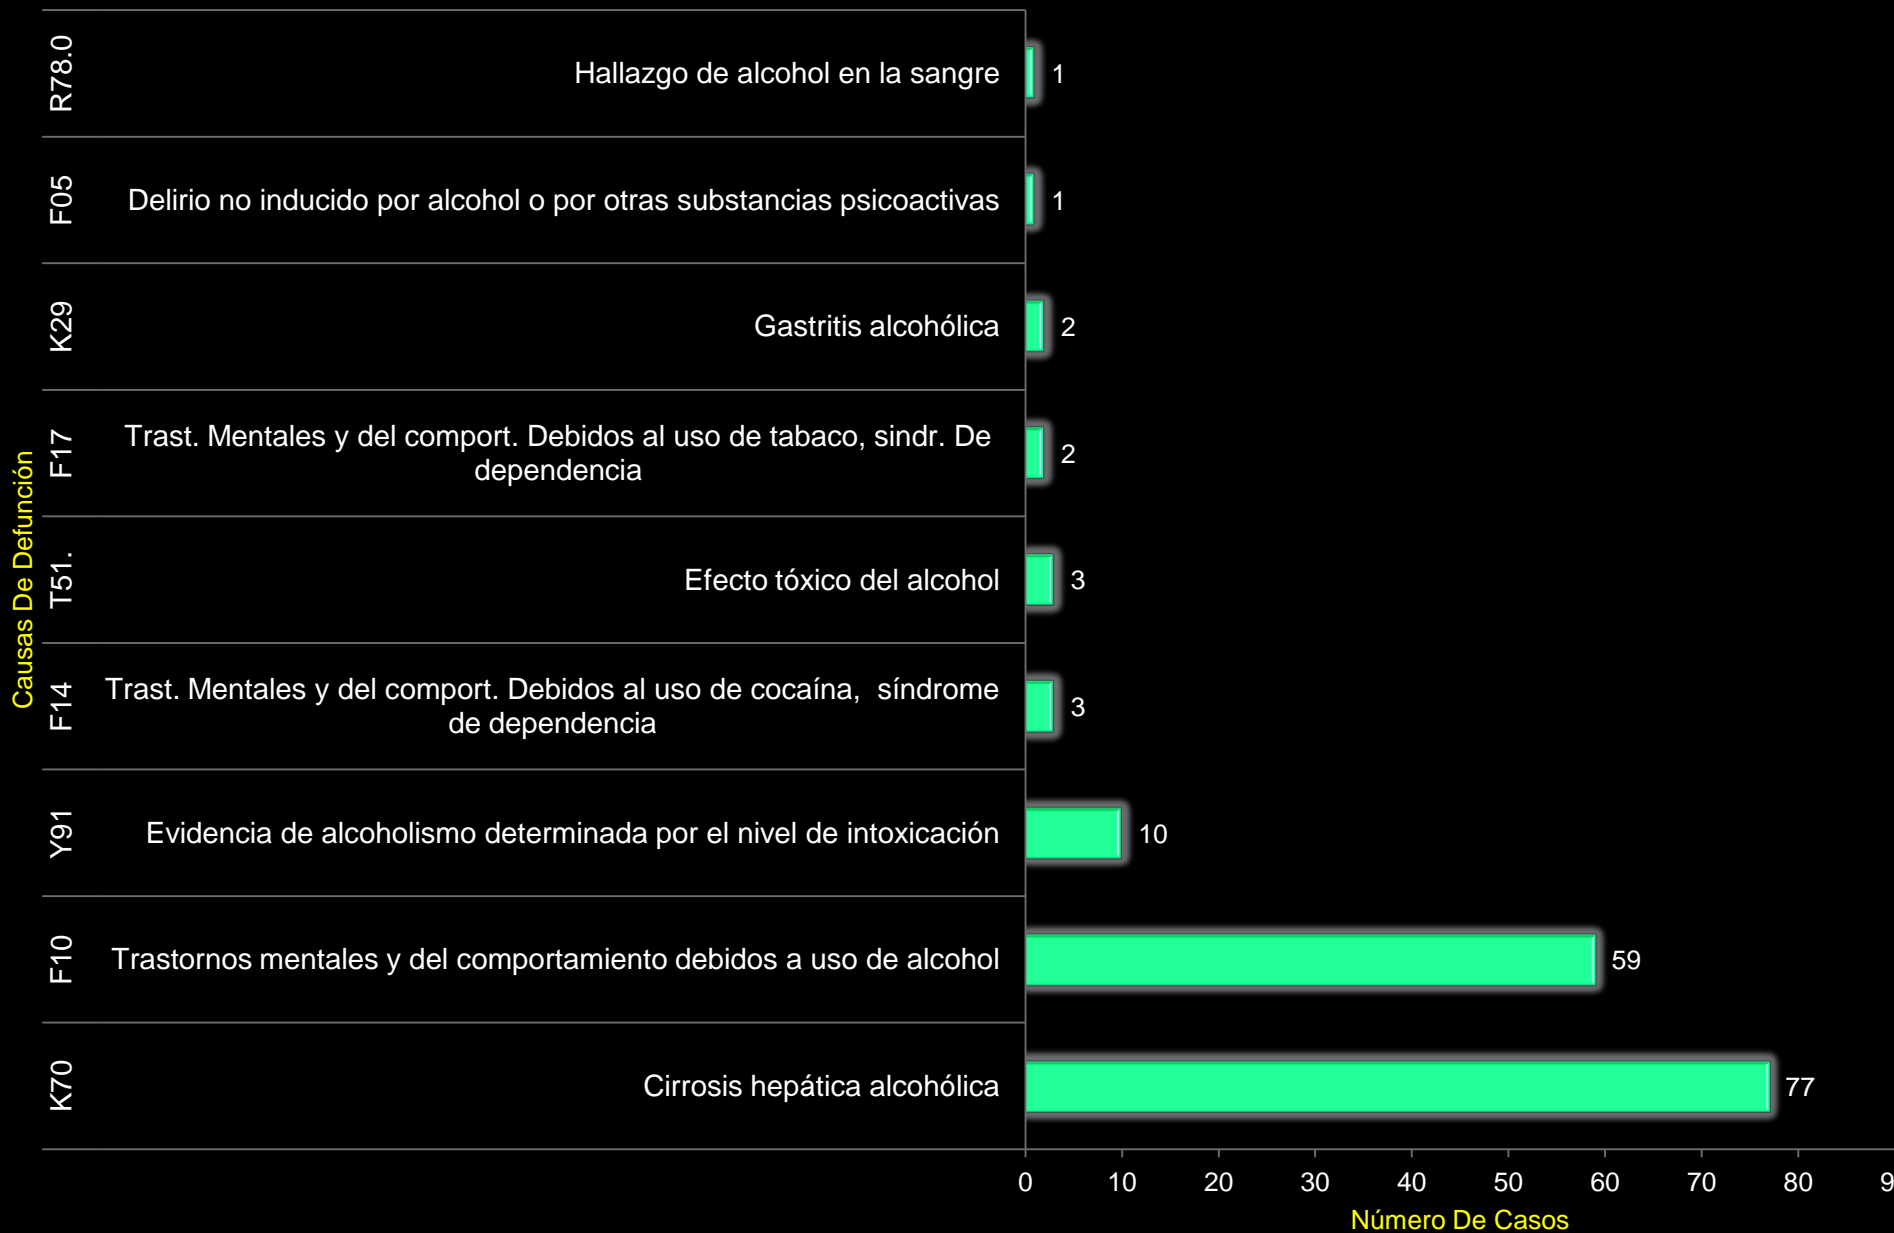 R78.0
Hallazgo de alcohol en la sangre
1
F05
Delirio no inducido por alcohol o por otras substancias psicoactivas
1
K29
Gastritis alcohólica
2
F17
Trast. Mentales y del comport. Debidos al uso de tabaco, sindr. De
dependencia
2
T51.
Efecto tóxico del alcohol
3
F14
Trast. Mentales y del comport. Debidos al uso de cocaína, síndrome
de dependencia
3
Y91
Evidencia de alcoholismo determinada por el nivel de intoxicación
10
F10
Trastornos mentales y del comportamiento debidos a uso de alcohol
59
K70
Cirrosis hepática alcohólica
77
Causas De Defunción
0 10 20 30 40 50 60 70 80 9
Número De Casos